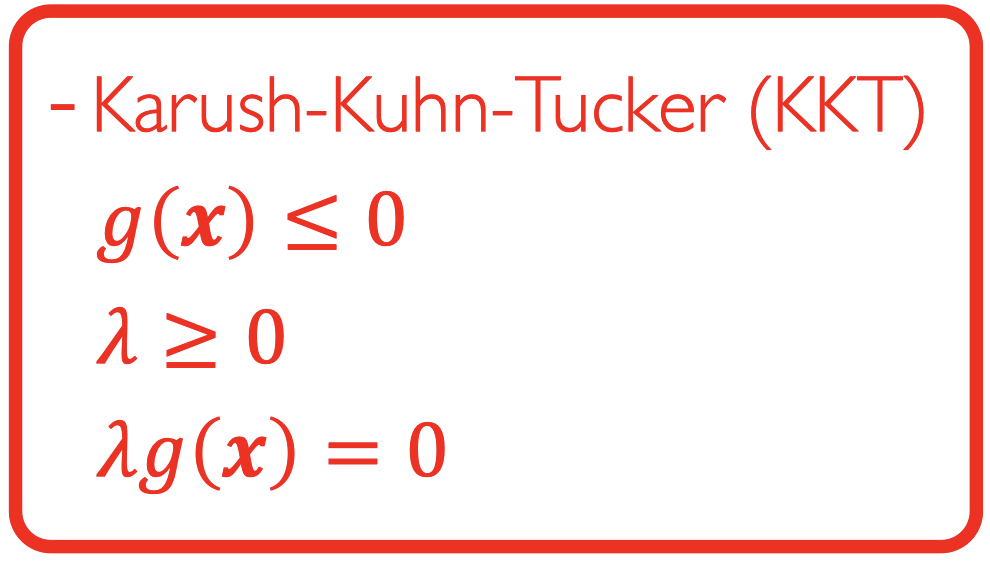 - Karush-Kuhn-Tucker (KKT)
g(x) ≤ 0
λ ≥ 0
λg(x) = 0